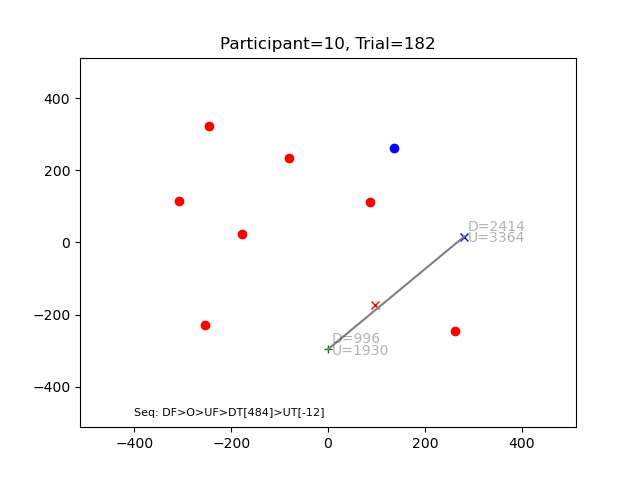 Participant=10, Trial=182
400
200
0
−200
−400
D=2414
U=3364
D=996
U=1930
Seq: DF>O>UF>DT[484]>UT[-12]
−400
−200
0
200
400